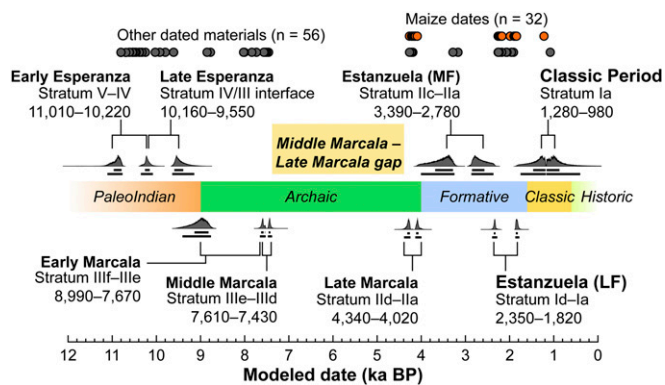 Maize dates (n = 32)
Other dated materials (n = 56)
Early Esperanza
Stratum V–IV
11,010–10,220
Late Esperanza
Stratum IV/III interface
10,160–9,550
Estanzuela (MF)
Stratum IIc–IIa
3,390–2,780
Classic Period
Stratum Ia
1,280–980
Middle Marcala –
Late Marcala gap
PaleoIndian
Archaic
Formative
Classic
Historic
Early Marcala
Stratum IIIf–IIIe
8,990–7,670
Middle Marcala
Stratum IIIe–IIId
7,610–7,430
Late Marcala
Stratum IId–IIa
4,340–4,020
Estanzuela (LF)
Stratum Id–Ia
2,350–1,820
12 11 10 9 8 7 6 5 4 3 2 1 0
Modeled date (ka BP)